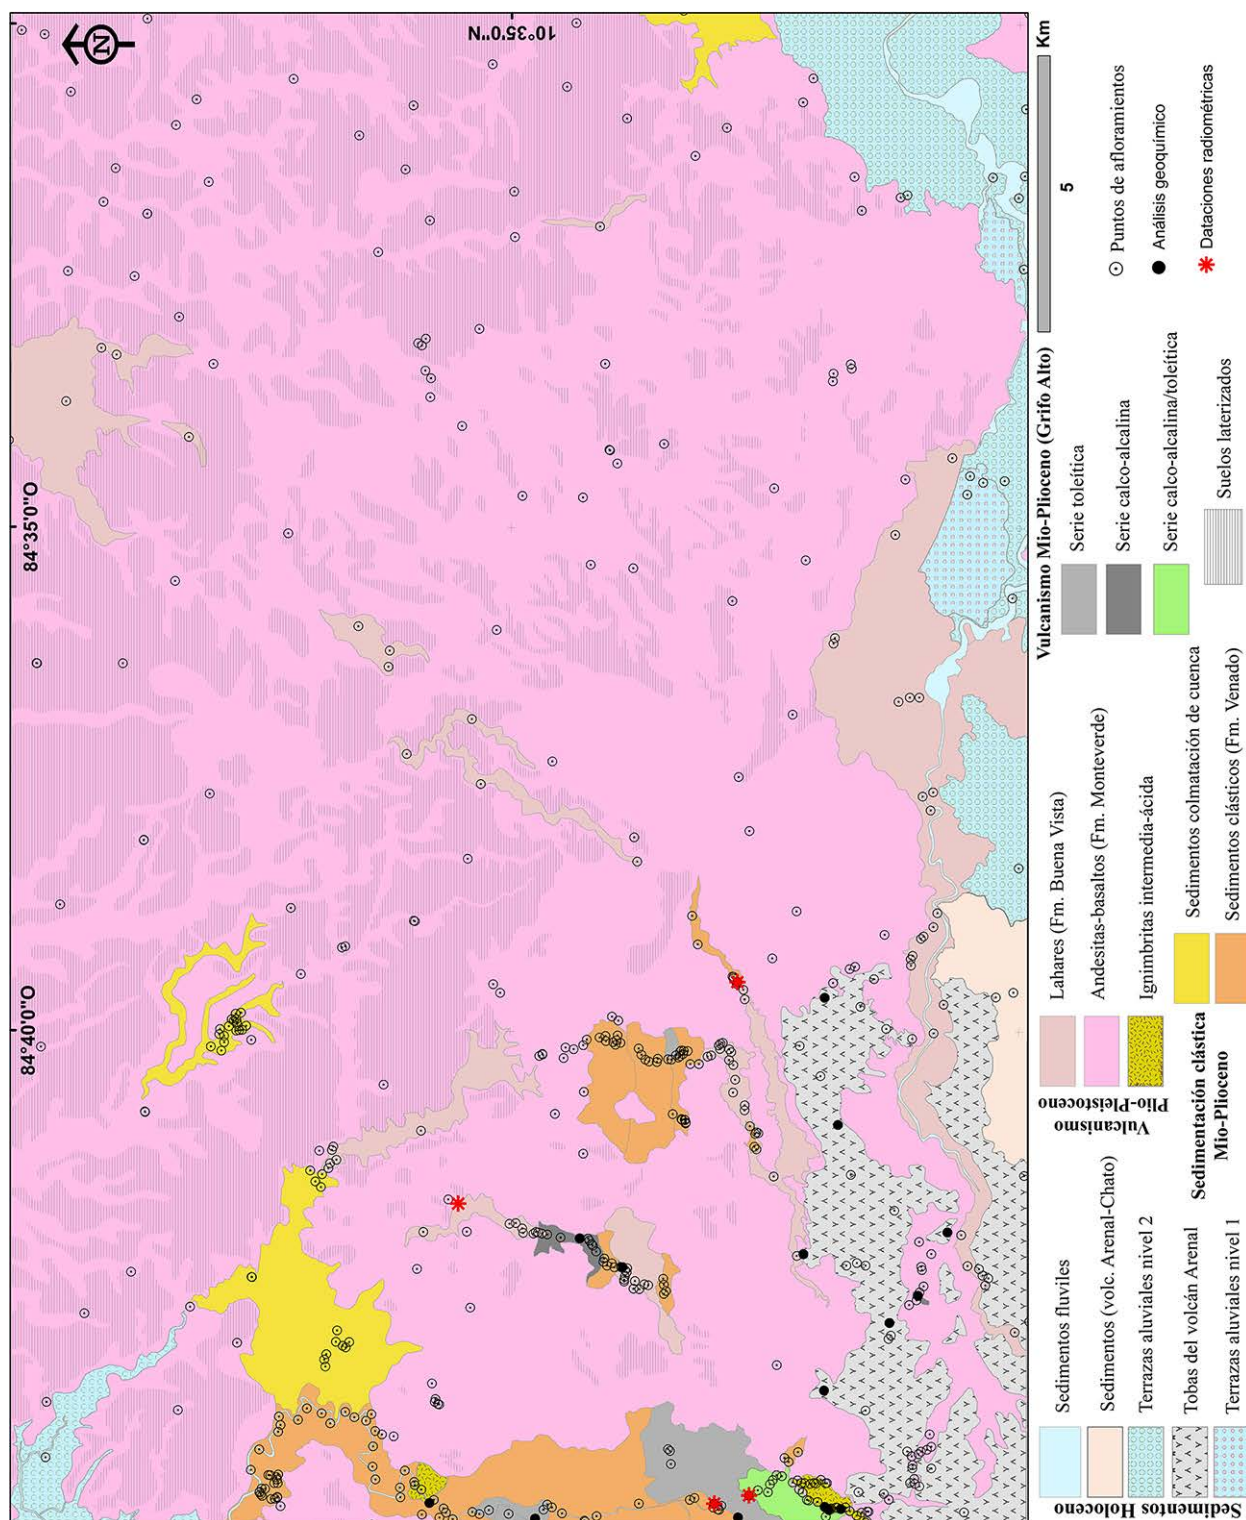 N
10°35'0"N
84°35'0"O
84°40'0"O
Km
5
Sedimentos Holoceno
Sedimentos fluviles
Sedimentos (volc. Arenal-Chato)
Terrazas aluviales nivel 2
Tobas del volcán Arenal
Terrazas aluviales nivel 1
Vulcanismo
Plio-Pleistoceno
Lahares (Fm. Buena Vista)
Andesitas-basaltos (Fm. Monteverde)
Ignimbritas intermedia-ácida
Sedimentación clástica
Mio-Plioceno
Sedimentos colmatación de cuenca
Sedimentos clásticos (Fm. Venado)
Vulcanismo Mio-Plioceno (Grifo Alto)
Serie toleítica
Serie calco-alcalina
Serie calco-alcalina/toleítica
Suelos laterizados
Puntos de afloramientos
Análisis geoquímico
Dataciones radiométricas